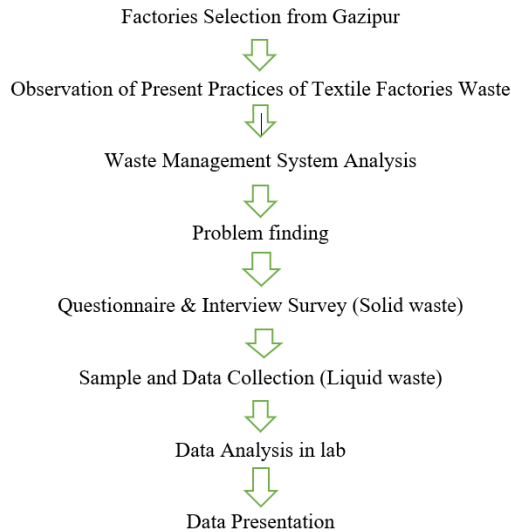 Factories Selection from Gazipur
Observation of Present Practices of Textile Factories Waste
Waste Management System Analysis
Problem finding
Questionnaire & Interview Survey (Solid waste)
Sample and Data Collection (Liquid waste)
Data Analysis in lab
Data Presentation